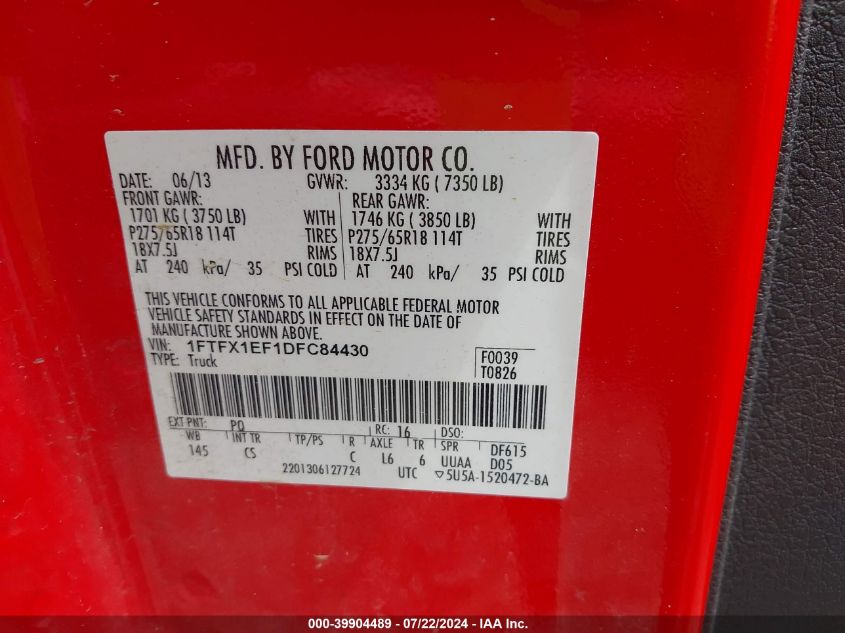 MFD. BY FORD MOTOR CO.
DATE: 06/13 GVWR: 3334 KG ( 7350 LB)
FRONT GAWR: REAR GAWR:
1701 KG ( 3750 LB) WITH 1746 KG ( 3850 LB) WITH
P275/65R18 114T TIRES P275/65R18 114T TIRES
18X7.5J RIMS 18X7.5J RIMS
AT 240 kPa/ 35 PSI COLD AT 240 kPa/ 35 PSI COLD
THIS VEHICLE CONFORMS TO ALL APPLICABLE FEDERAL MOTOR
VEHICLE SAFETY STANDARDS IN EFFECT ON THE DATE OF
MANUFACTURE SHOWN ABOVE.
VIN: 1FTFX1EF1DFC84430 F0039
TYPE: Truck T0826
EXT PNT: PQ RC: 16 DSO:
WB INT TR TP/PS R AXLE TR SPR DF615
145 CS C L6 6 UUAA D05
2201306127724 UTC ▽5U5A-1520472-BA
000-39904489 - 07/22/2024 - IAA Inc.